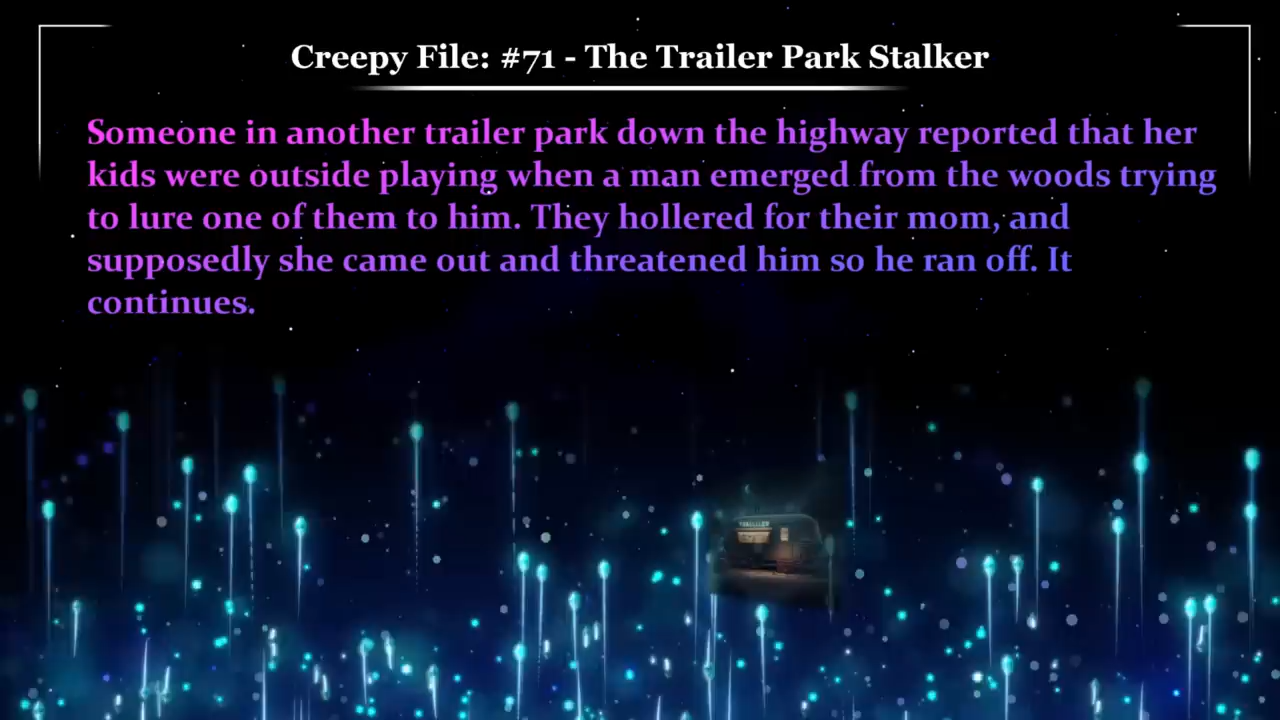 Creepy File: #71 - The Trailer Park Stalker
Someone in another trailer park down the highway reported that her
kids were outside playing when a man emerged from the woods trying
to lure one of them to him. They hollered for their mom, and
supposedly she came out and threatened him so he ran off. It
continues.